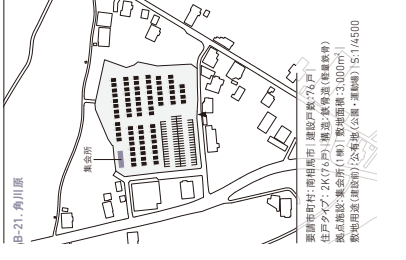 B-21. 角川原
集会所
要請市町村：南相馬市｜建設戸数：76戸｜
住戸タイプ：2K(76戸)｜構造：鉄骨造(軽量鉄骨)
拠点施設：集会所(1棟)｜敷地面積：3,000m²｜
敷地用途(建設前)：公有地(公園・運動場)｜S:1/4500